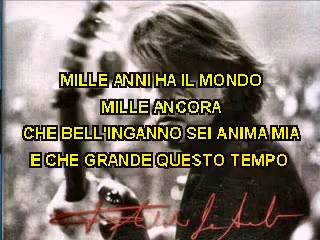 MILLE ANNI HA IL MONDO
MILLE ANCORA
CHE BELL'INGANNO SEI ANIMA MIA
E CHE GRANDE QUESTO TEMPO